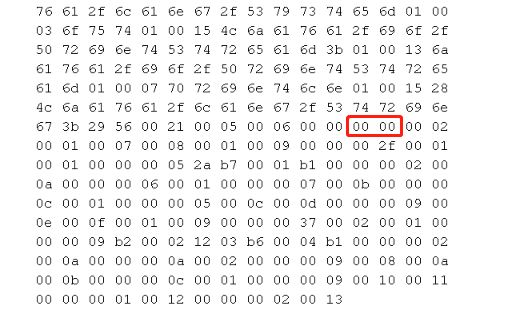 76 61 2f 6c 61 6e 67 2f 53 79 73 74 65 6d 01 00
03 6f 75 74 01 00 15 4c 6a 61 76 61 2f 69 6f 2f
50 72 69 6e 74 53 74 72 65 61 6d 3b 01 00 13 6a
61 76 61 2f 69 6f 2f 50 72 69 6e 74 53 74 72 65
61 6d 01 00 07 70 72 69 6e 74 6c 6e 01 00 15 28
4c 6a 61 76 61 2f 6c 61 6e 67 2f 53 74 72 69 6e
67 3b 29 56 00 21 00 05 00 06 00 00 00 00 00 02
00 01 00 07 00 08 00 01 00 09 00 00 00 2f 00 01
00 01 00 00 00 05 2a b7 00 01 b1 00 00 00 02 00
0a 00 00 00 06 00 01 00 00 00 07 00 0b 00 00 00
0c 00 01 00 00 00 05 00 0c 00 0d 00 00 00 09 00
0e 00 0f 00 01 00 09 00 00 00 37 00 02 00 01 00
00 00 09 b2 00 02 12 03 b6 00 04 b1 00 00 00 02
00 0a 00 00 00 0a 00 02 00 00 00 09 00 08 00 0a
00 0b 00 00 00 0c 00 01 00 00 00 09 00 10 00 11
00 00 00 01 00 12 00 00 00 02 00 13